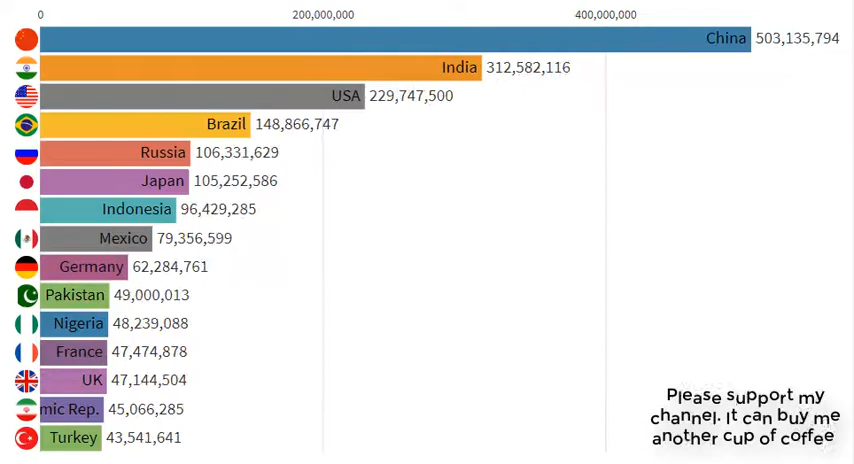 0 200,000,000 400,000,000
China 503,135,794
India 312,582,116
USA 229,747,500
Brazil 148,866,747
Russia 106,331,629
Japan 105,252,586
Indonesia 96,429,285
Mexico 79,356,599
Germany 62,284,761
Pakistan 49,000,013
Nigeria 48,239,088
France 47,474,878
UK 47,144,504
mic Rep. 45,066,285
Turkey 43,541,641
Please support my
channel. It can buy me
another cup of coffee